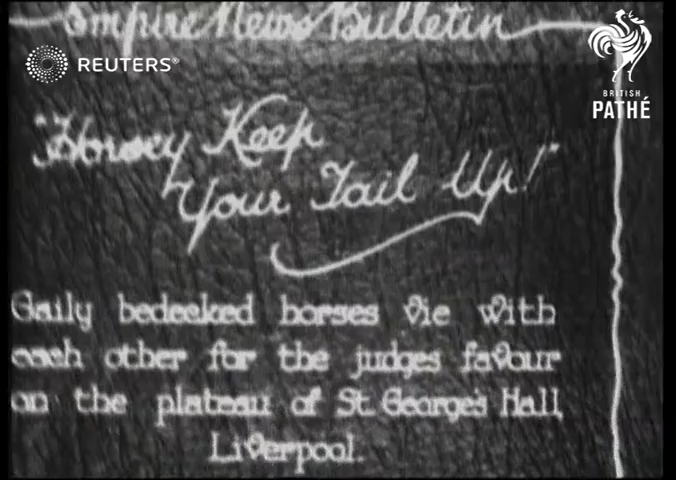 Empire News Bulletin
REUTERS®
BRITISH
PATHÉ
"Horsey Keep
Your Tail Up!"
Gaily bedecked horses vie with
each other for the judges favour
on the plateau of St. George's Hall,
Liverpool.